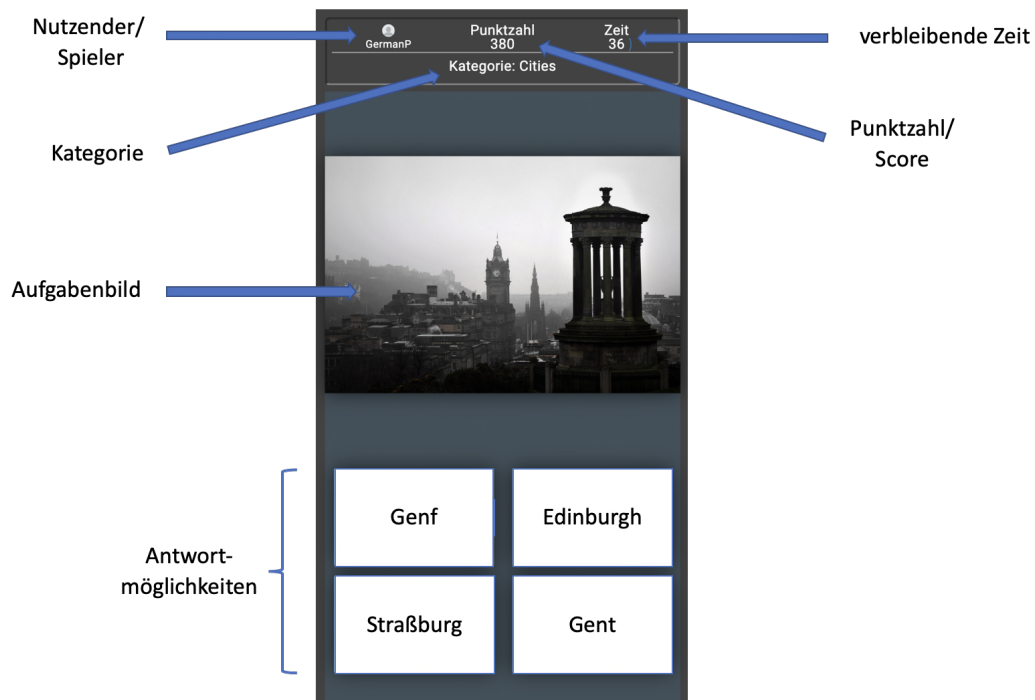 Nutzender/
Spieler
GermanP
Punktzahl
380
Zeit
36
verbleibende Zeit
Kategorie: Cities
Kategorie
Punktzahl/
Score
Aufgabenbild
Antwort-
möglichkeiten
Genf
Edinburgh
Straßburg
Gent